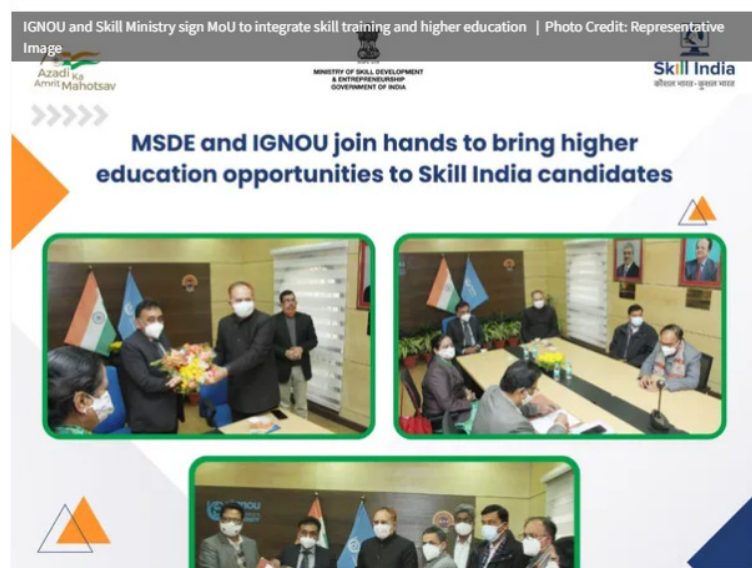 IGNOU and Skill Ministry sign MoU to integrate skill training and higher education | Photo Credit: Representative
Image
Azadi Ka
Amrit Mahotsav
MINISTRY OF SKILL DEVELOPMENT
& ENTREPRENEURSHIP
GOVERNMENT OF INDIA
Skill India
कौशल भारत - कुशल भारत
MSDE and IGNOU join hands to bring higher
education opportunities to Skill India candidates
ignou